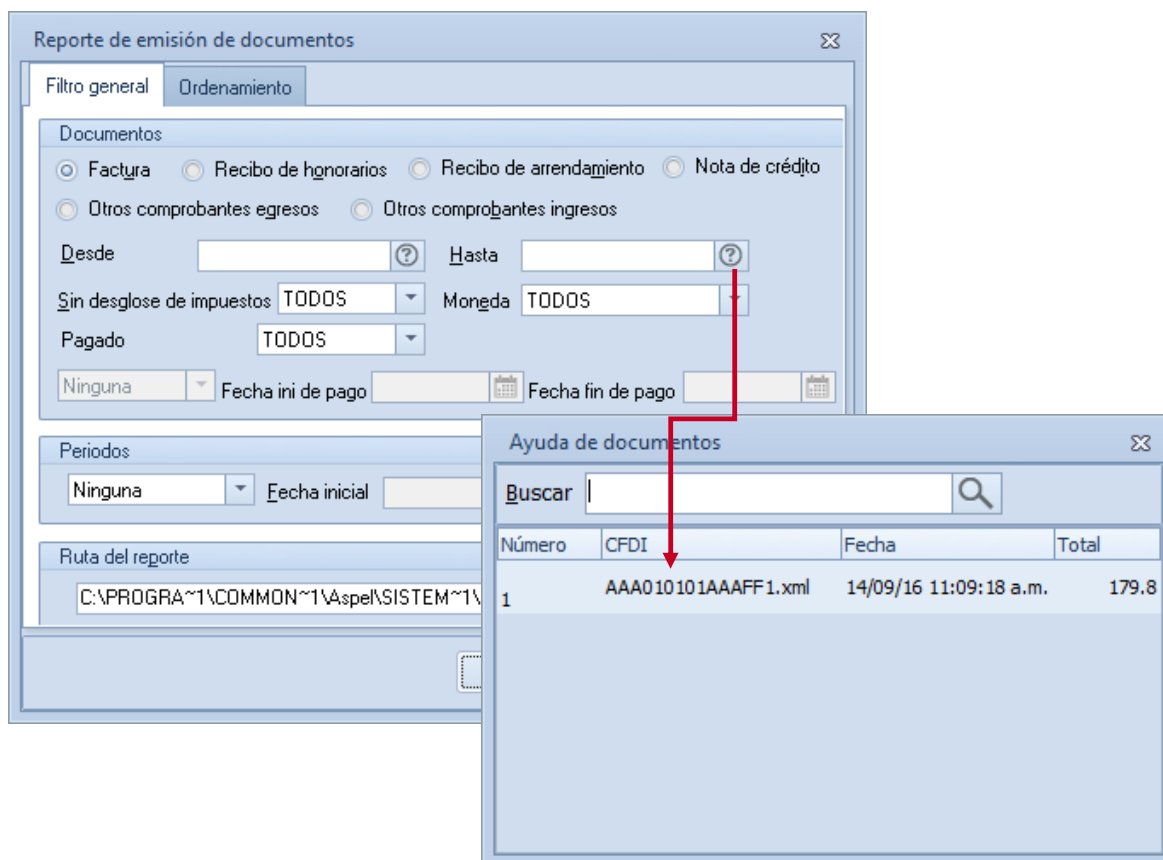 Reporte de emisión de documentos
Filtro general Ordenamiento
Documentos
Factura Recibo de honorarios Recibo de arrendamiento Nota de crédito
Otros comprobantes egresos Otros comprobantes ingresos
Desde Hasta
Sin desglose de impuestos TODOS Moneda TODOS
Pagado TODOS
Ninguna Fecha ini de pago Fecha fin de pago
Periodos
Ninguna Fecha inicial
Ruta del reporte
C:\PROGRA~1\COMMON~1\Aspel\SISTEM~1\
Ayuda de documentos
Buscar
Número CFDI Fecha Total
1 AAA010101AAAFF1.xml 14/09/16 11:09:18 a.m. 179.8